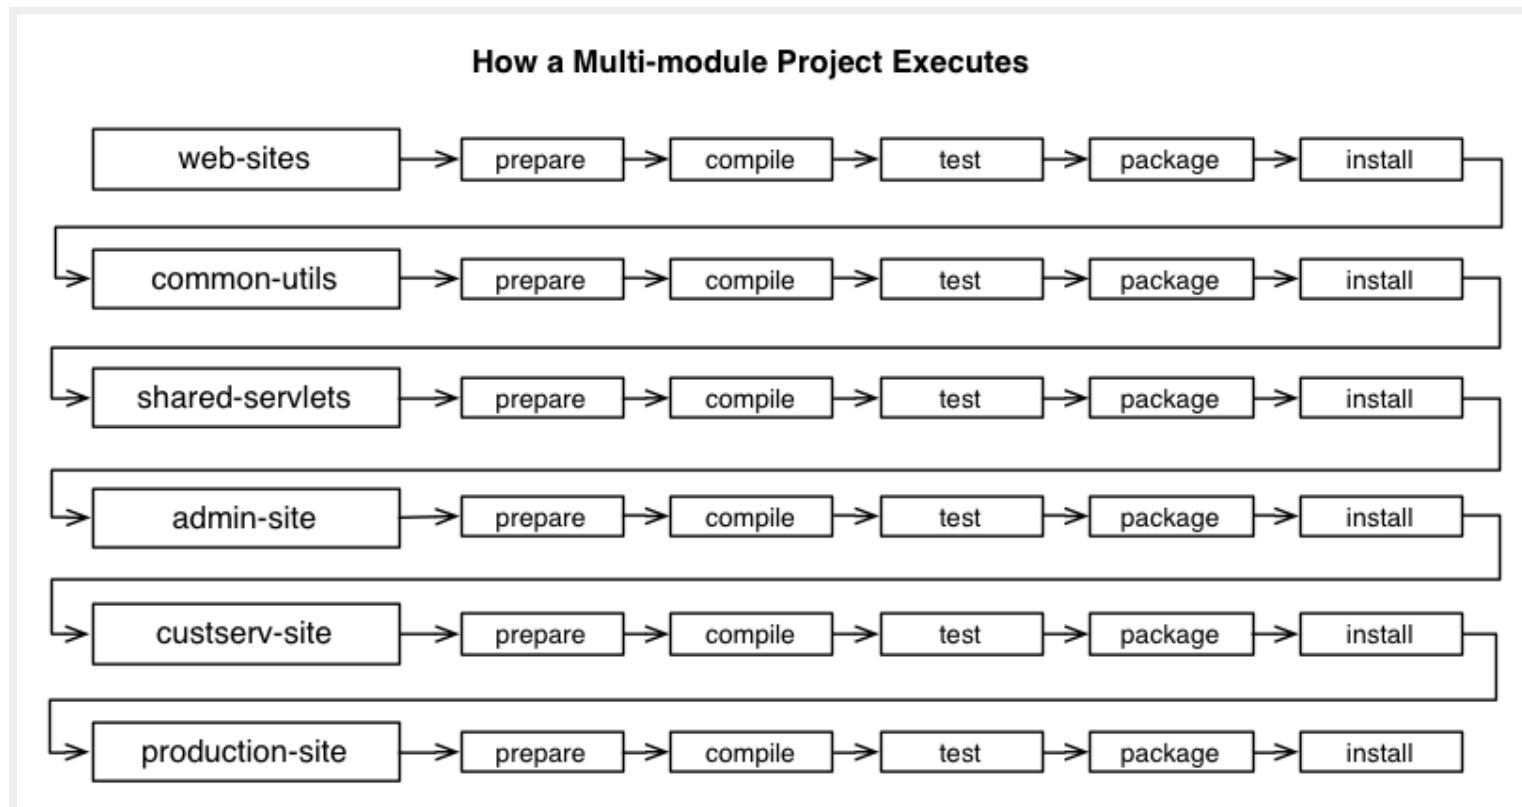 How a Multi-module Project Executes
web-sites prepare compile test package install
common-utils prepare compile test package install
shared-servlets prepare compile test package install
admin-site prepare compile test package install
custserv-site prepare compile test package install
production-site prepare compile test package install